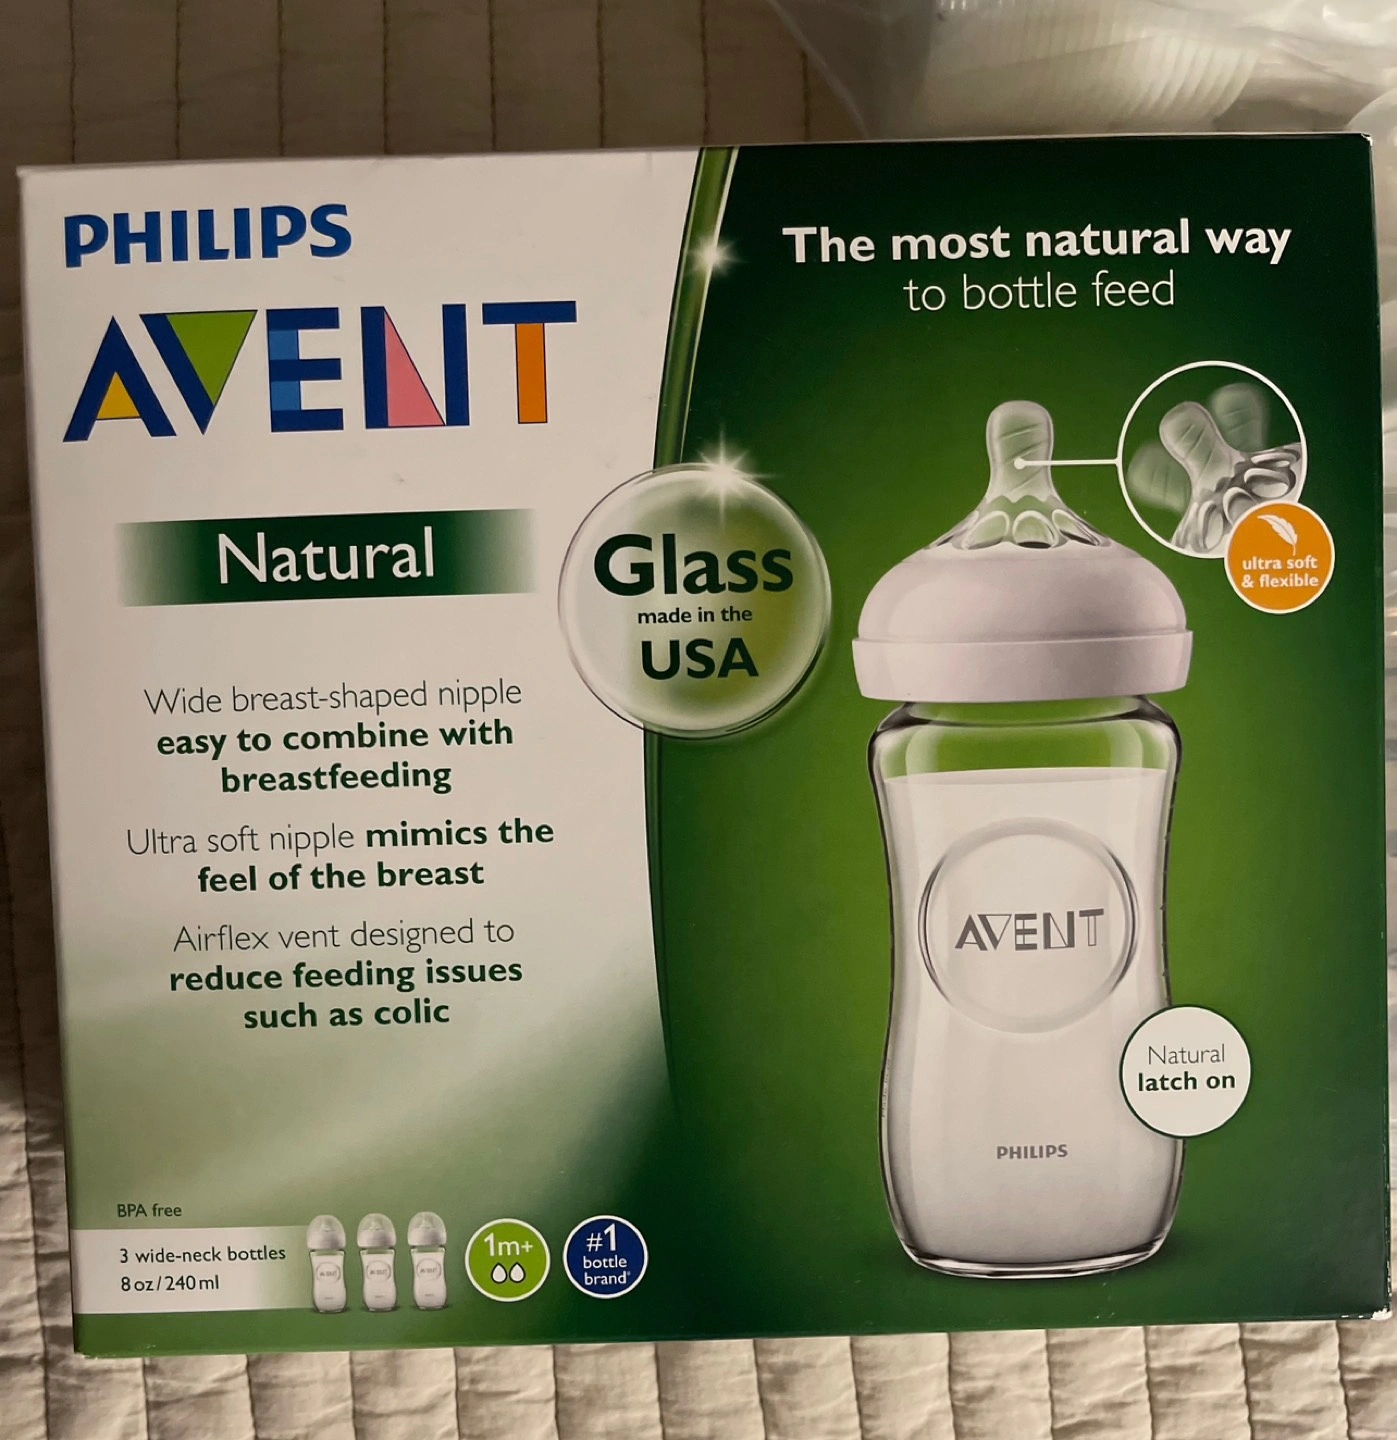 PHILIPS
AVENT
Natural
Wide breast-shaped nipple
easy to combine with
breastfeeding
Ultra soft nipple mimics the
feel of the breast
Airflex vent designed to
reduce feeding issues
such as colic
BPA free
3 wide-neck bottles
8 oz/240 ml
1m+
#1
bottle
brand*
Glass
made in the
USA
The most natural way
to bottle feed
ultra soft
& flexible
AVENT
Natural
latch on
PHILIPS